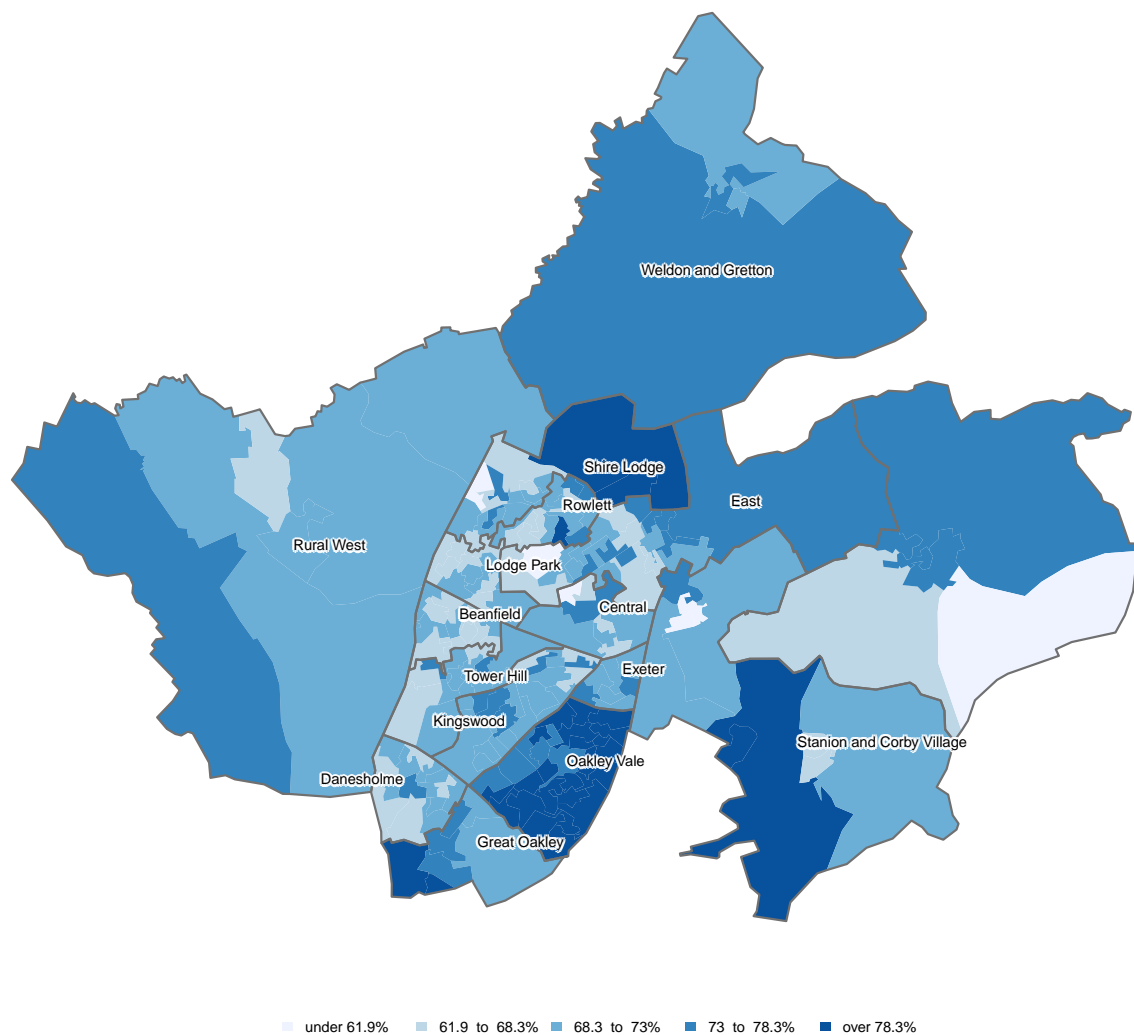 Weldon and Gretton
Shire Lodge
East
Rowlett
Rural West
Lodge Park
Central
Beanfield
Exeter
Tower Hill
Kingswood
Stanion and Corby Village
Oakley Vale
Danesholme
Great Oakley
under 61.9% 61.9 to 68.3% 68.3 to 73% 73 to 78.3% over 78.3%